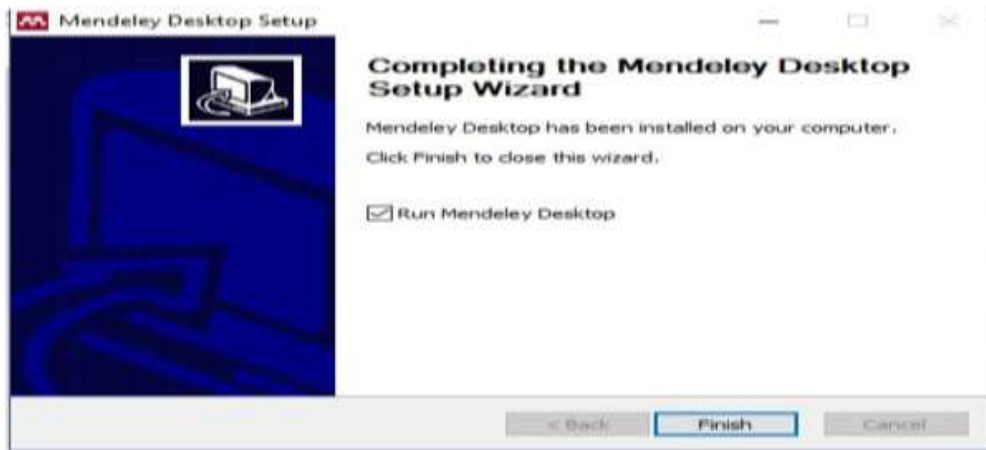 Mendeley Desktop Setup
Completing the Mendeley Desktop
Setup Wizard
Mendeley Desktop has been installed on your computer.
Click Finish to close this wizard.
Run Mendeley Desktop
< Back
Finish
Cancel